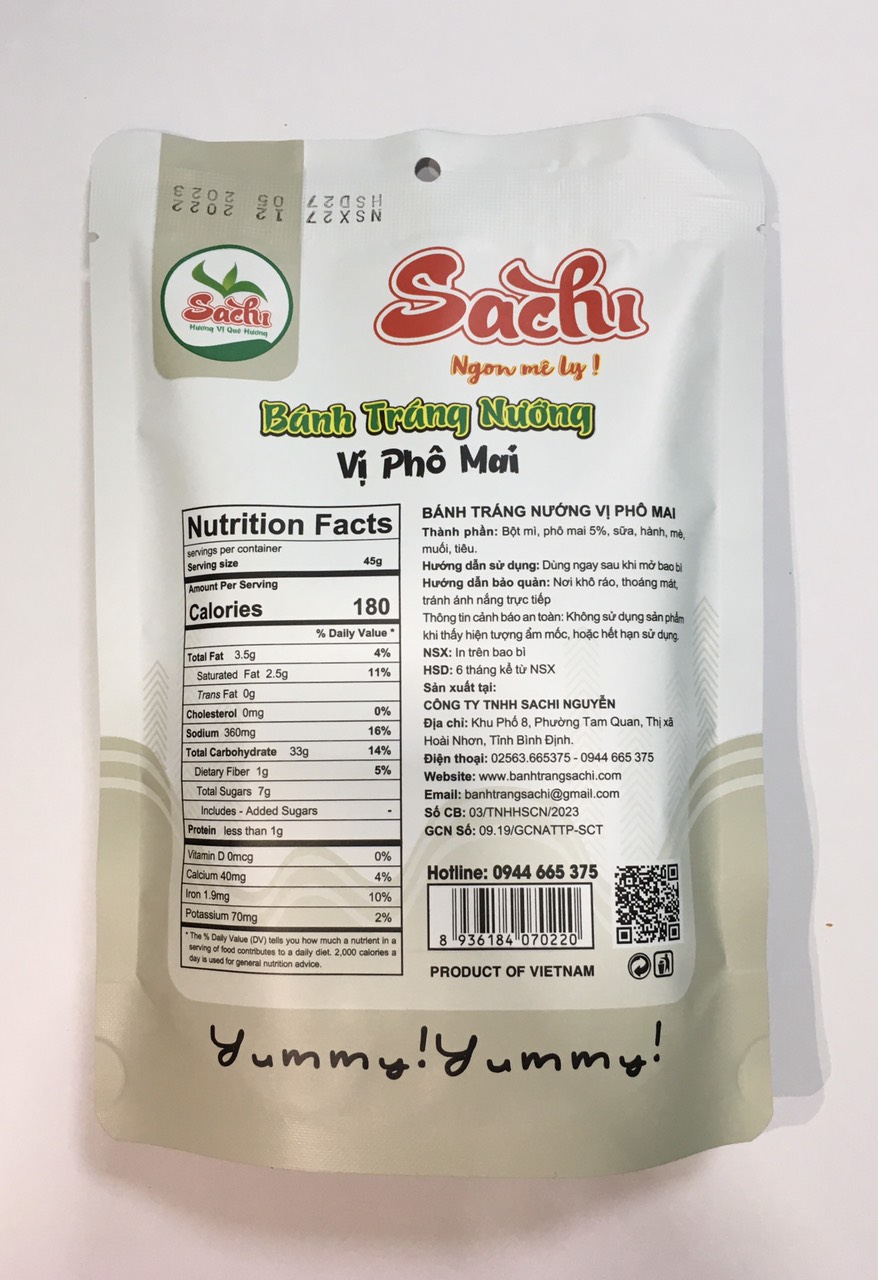 NSX27 12 2022
HSD27 05 2023
Sachi
Hương Vị Quê Hương
Sachi
Ngon mê ly !
Bánh Tráng Nướng
Vị Phô Mai
Nutrition Facts
servings per container
Serving size 45g
Amount Per Serving
Calories 180
% Daily Value *
Total Fat 3.5g 4%
Saturated Fat 2.5g 11%
Trans Fat 0g
Cholesterol 0mg 0%
Sodium 360mg 16%
Total Carbohydrate 33g 14%
Dietary Fiber 1g 5%
Total Sugars 7g
Includes - Added Sugars -
Protein less than 1g
Vitamin D 0mcg 0%
Calcium 40mg 4%
Iron 1.9mg 10%
Potassium 70mg 2%
* The % Daily Value (DV) tells you how much a nutrient in a
serving of food contributes to a daily diet. 2,000 calories a
day is used for general nutrition advice.
BÁNH TRÁNG NƯỚNG VỊ PHÔ MAI
Thành phần: Bột mì, phô mai 5%, sữa, hành, mè,
muối, tiêu.
Hướng dẫn sử dụng: Dùng ngay sau khi mở bao bì
Hướng dẫn bảo quản: Nơi khô ráo, thoáng mát,
tránh ánh nắng trực tiếp
Thông tin cảnh báo an toàn: Không sử dụng sản phẩm
khi thấy hiện tượng ẩm mốc, hoặc hết hạn sử dụng.
NSX: In trên bao bì
HSD: 6 tháng kể từ NSX
Sản xuất tại:
CÔNG TY TNHH SACHI NGUYỄN
Địa chỉ: Khu Phố 8, Phường Tam Quan, Thị xã
Hoài Nhơn, Tỉnh Bình Định.
Điện thoại: 02563.665375 - 0944 665 375
Website: www.banhtrangsachi.com
Email: banhtrangsachi@gmail.com
Số CB: 03/TNHHSCN/2023
GCN Số: 09.19/GCNATTP-SCT
Hotline: 0944 665 375
8 936184 070220
PRODUCT OF VIETNAM
Yummy! Yummy!